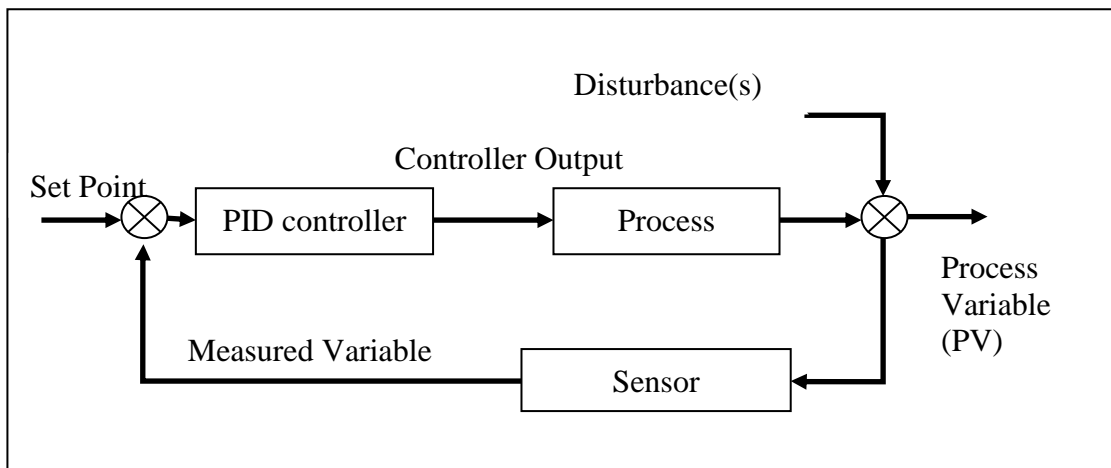 Disturbance(s)
Controller Output
Set Point
PID controller
Process
Process
Variable
(PV)
Measured Variable
Sensor